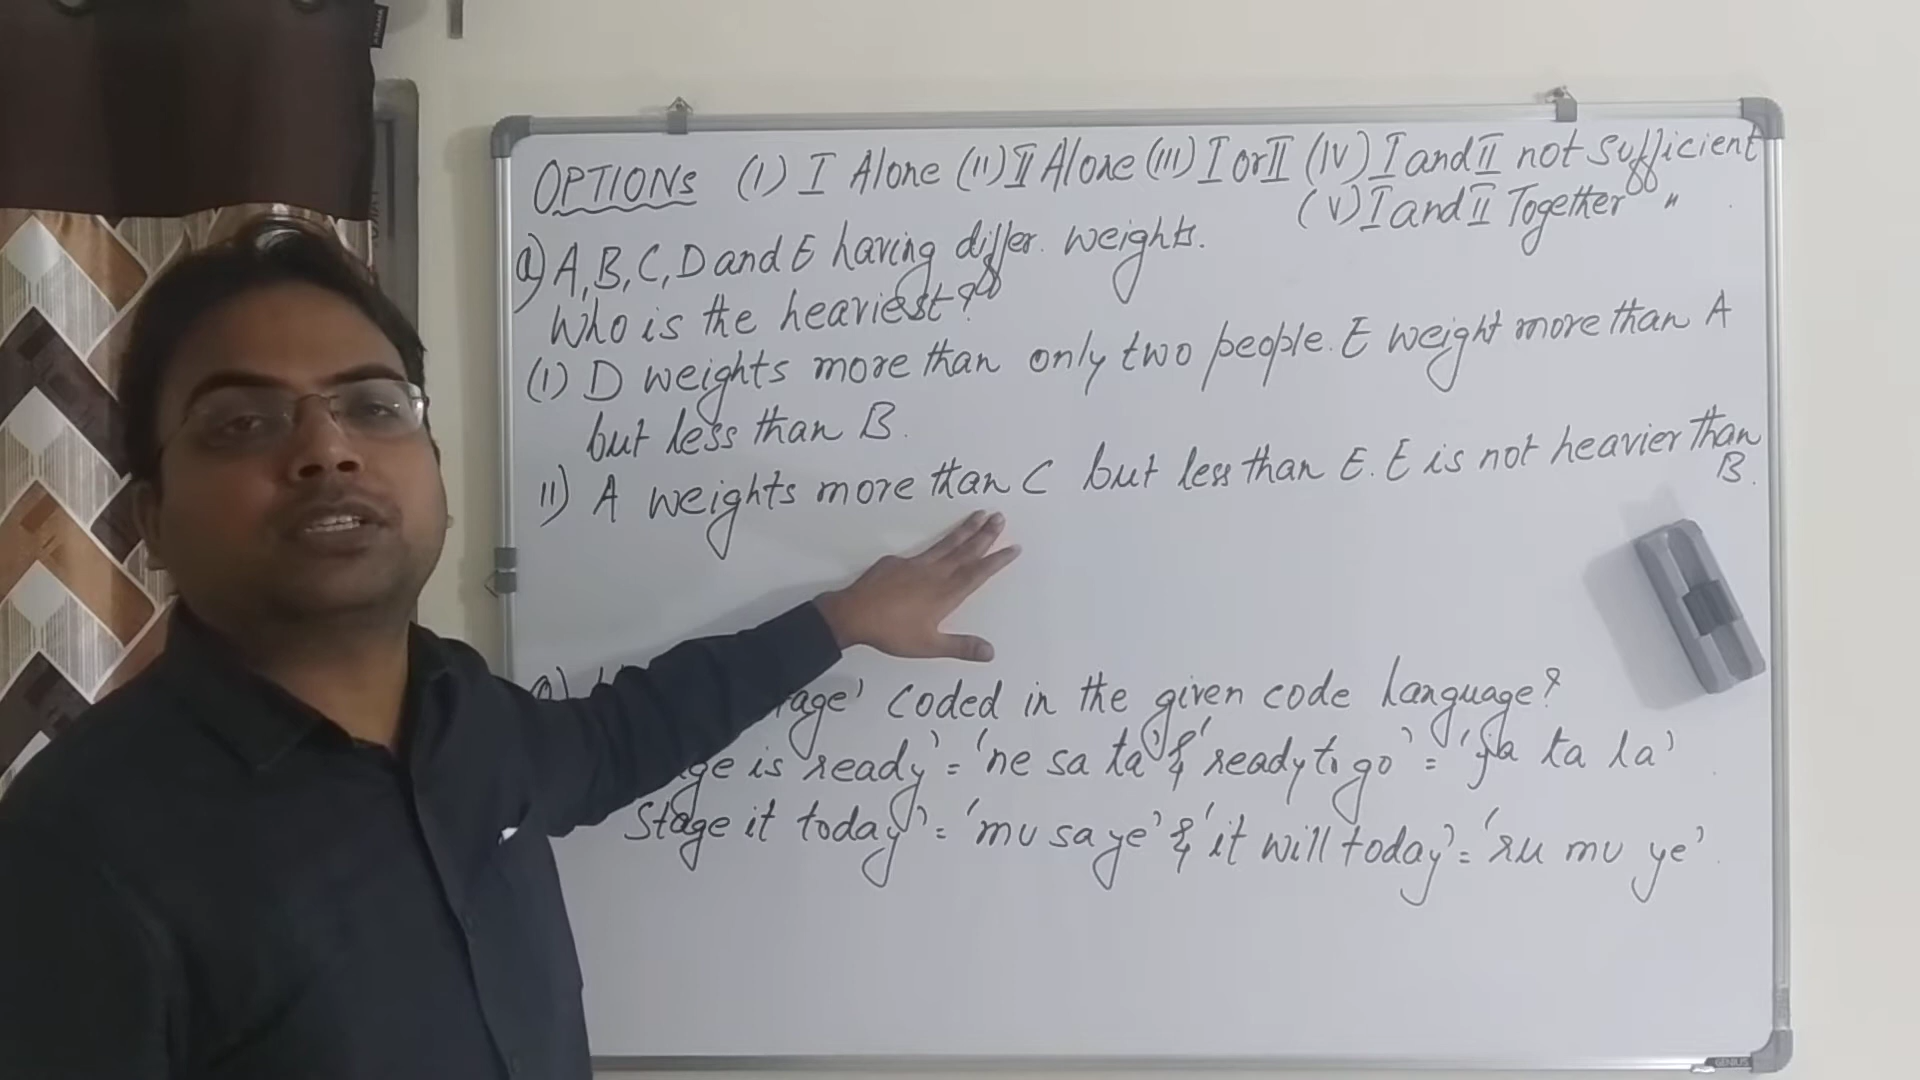 OPTIONS (I) I Alone (II) II Alone (III) I or II (IV) I and II not Sufficient
(V) I and II Together "
Q) A, B, C, D and E having differ. weights.
Who is the heaviest?
(I) D weights more than only two people. E weight more than A
but less than B.
II) A weights more than C but less than E. E is not heavier than
B.
Q) coded in the given code language?
is ready' = 'ne sa ta' & 'ready to go' = 'ja ta la'
Stage it today' = 'mu sa ye' & 'it will today' = 'ru mu ye'
GENIUS